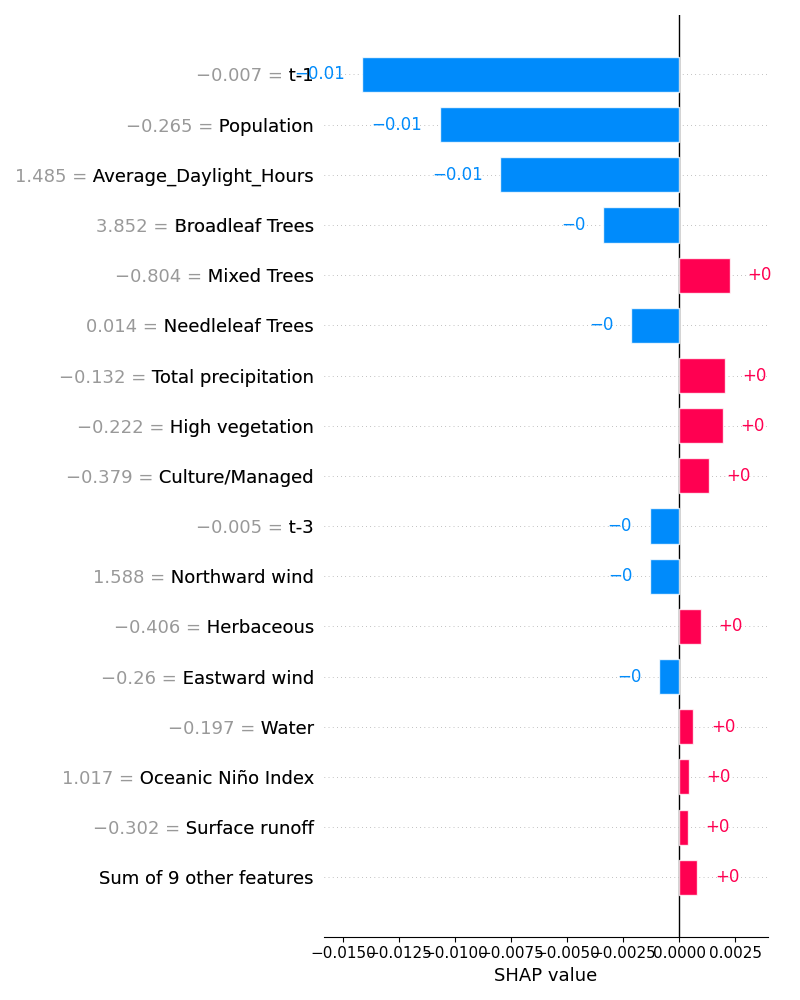 −0.007 = t-1 −0.01
−0.265 = Population −0.01
1.485 = Average_Daylight_Hours −0.01
3.852 = Broadleaf Trees −0
−0.804 = Mixed Trees +0
0.014 = Needleleaf Trees −0
−0.132 = Total precipitation +0
−0.222 = High vegetation +0
−0.379 = Culture/Managed +0
−0.005 = t-3 −0
1.588 = Northward wind −0
−0.406 = Herbaceous +0
−0.26 = Eastward wind −0
−0.197 = Water +0
1.017 = Oceanic Niño Index +0
−0.302 = Surface runoff +0
Sum of 9 other features +0
−0.0150 −0.0125 −0.0100 −0.0075 −0.0050 −0.0025 0.0000 0.0025
SHAP value